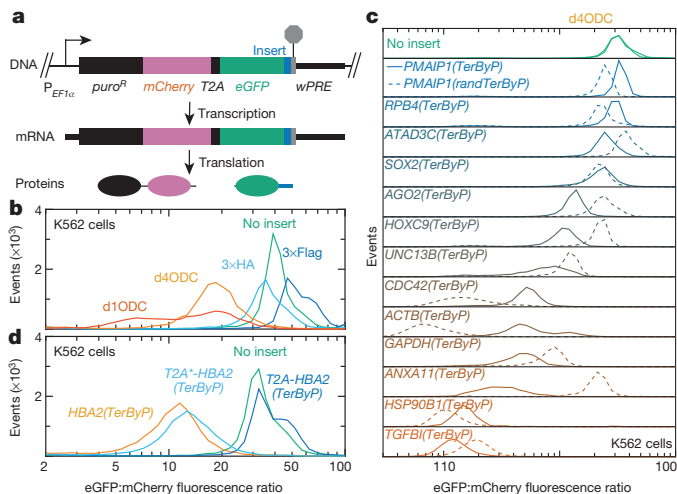 a
Insert
DNA
P_EF1α puro^R mCherry T2A eGFP wPRE
Transcription
mRNA
Translation
Proteins
b
Events (×10³)
4
2
0
K562 cells
No insert
3×HA
3×Flag
d4ODC
d1ODC
d
Events (×10³)
4
2
0
K562 cells
No insert
T2A*-HBA2
(TerByP)
T2A-HBA2
(TerByP)
HBA2(TerByP)
2 5 10 20 50 100
eGFP:mCherry fluorescence ratio
c
d4ODC
No insert
PMAIP1(TerByP)
PMAIP1(randTerByP)
RPB4(TerByP)
ATAD3C(TerByP)
SOX2(TerByP)
AGO2(TerByP)
HOXC9(TerByP)
UNC13B(TerByP)
CDC42(TerByP)
ACTB(TerByP)
GAPDH(TerByP)
ANXA11(TerByP)
HSP90B1(TerByP)
TGFBI(TerByP)
K562 cells
Events
110 100
eGFP:mCherry fluorescence ratio